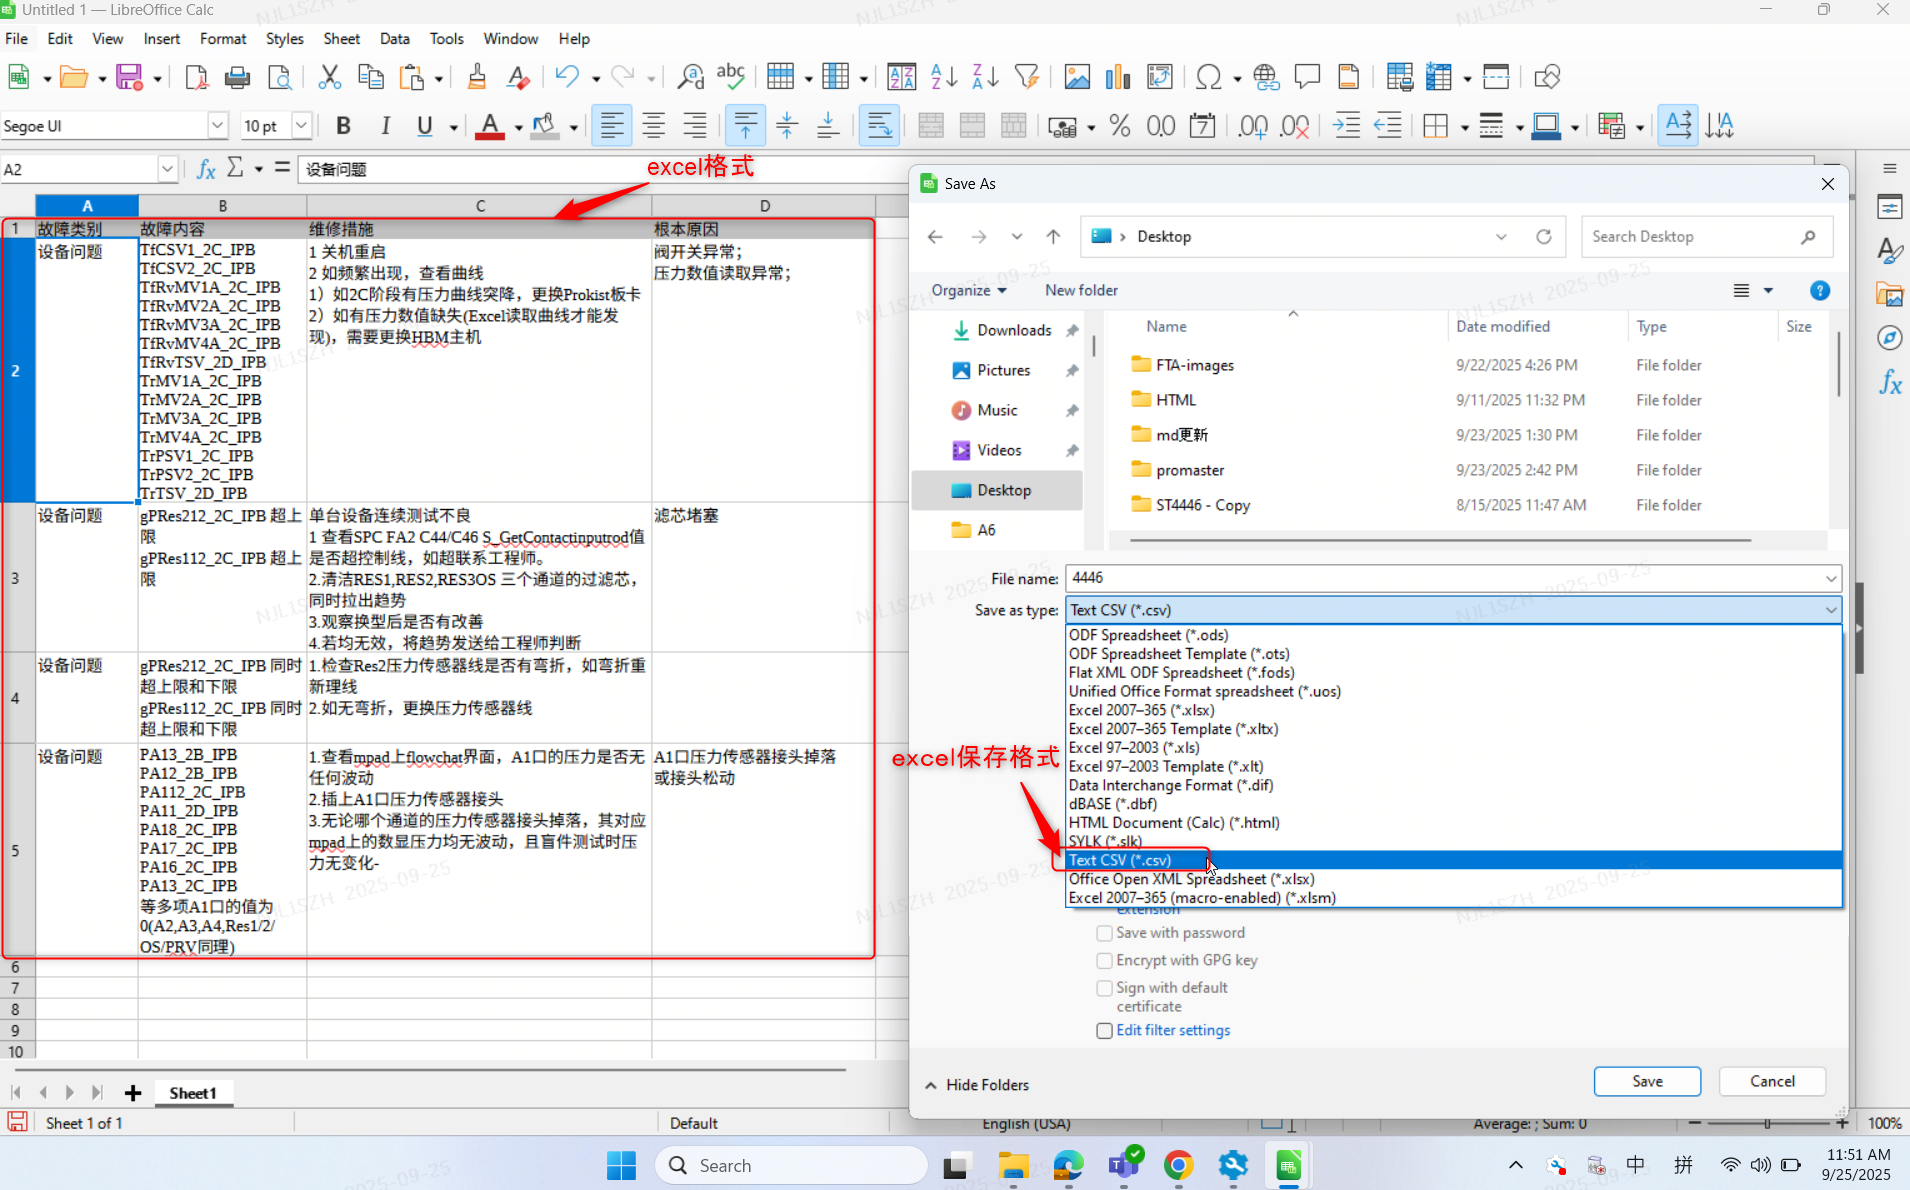 Untitled 1 — LibreOffice Calc
File Edit View Insert Format Styles Sheet Data Tools Window Help
Segoe UI 10 pt
A2 设备问题
excel格式
A B C D
1 故障类别 故障内容 维修措施 根本原因
2
设备问题
TfCSV1_2C_IPB
TfCSV2_2C_IPB
TfRvMV1A_2C_IPB
TfRvMV2A_2C_IPB
TfRvMV3A_2C_IPB
TfRvMV4A_2C_IPB
TfRvTSV_2D_IPB
TrMV1A_2C_IPB
TrMV2A_2C_IPB
TrMV3A_2C_IPB
TrMV4A_2C_IPB
TrPSV1_2C_IPB
TrPSV2_2C_IPB
TrTSV_2D_IPB
1 关机重启
2 如频繁出现，查看曲线
1）如2C阶段有压力曲线突降，更换Prokist板卡
2）如有压力数值缺失(Excel读取曲线才能发
现)，需要更换HBM主机
阀开关异常；
压力数值读取异常；
3
设备问题
gPRes212_2C_IPB 超上
限
gPRes112_2C_IPB 超上
限
单台设备连续测试不良
1 查看SPC FA2 C44/C46 S_GetContactinputrod值
是否超控制线，如超联系工程师。
2.清洁RES1,RES2,RES3OS 三个通道的过滤芯，
同时拉出趋势
3.观察换型后是否有改善
4.若均无效，将趋势发送给工程师判断
滤芯堵塞
4
设备问题
gPRes212_2C_IPB 同时
超上限和下限
gPRes112_2C_IPB 同时
超上限和下限
1.检查Res2压力传感器线是否有弯折，如弯折重
新理线
2.如无弯折，更换压力传感器线
5
设备问题
PA13_2B_IPB
PA12_2B_IPB
PA112_2C_IPB
PA11_2D_IPB
PA18_2C_IPB
PA17_2C_IPB
PA16_2C_IPB
PA13_2C_IPB
等多项A1口的值为
0(A2,A3,A4,Res1/2/
OS/PRV同理)
1.查看mpad上flowchat界面，A1口的压力是否无
任何波动
2.插上A1口压力传感器接头
3.无论哪个通道的压力传感器接头掉落，其对应
mpad上的数显压力均无波动，且盲件测试时压
力无变化-
A1口压力传感器接头掉落
或接头松动
6
7
8
9
10
Sheet1
Sheet 1 of 1 Default English (USA) Average: ; Sum: 0 100%
Save As
Desktop
Search Desktop
Organize New folder
Downloads
Pictures
Music
Videos
Desktop
A6
Name Date modified Type Size
FTA-images 9/22/2025 4:26 PM File folder
HTML 9/11/2025 11:32 PM File folder
md更新 9/23/2025 1:30 PM File folder
promaster 9/23/2025 2:42 PM File folder
ST4446 - Copy 8/15/2025 11:47 AM File folder
File name: 4446
Save as type: Text CSV (*.csv)
ODF Spreadsheet (*.ods)
ODF Spreadsheet Template (*.ots)
Flat XML ODF Spreadsheet (*.fods)
Unified Office Format spreadsheet (*.uos)
Excel 2007–365 (*.xlsx)
Excel 2007–365 Template (*.xltx)
Excel 97–2003 (*.xls)
Excel 97–2003 Template (*.xlt)
Data Interchange Format (*.dif)
dBASE (*.dbf)
HTML Document (Calc) (*.html)
SYLK (*.slk)
Text CSV (*.csv)
Office Open XML Spreadsheet (*.xlsx)
Excel 2007–365 (macro-enabled) (*.xlsm)
excel保存格式
extension
Save with password
Encrypt with GPG key
Sign with default
certificate
Edit filter settings
Hide Folders
Save Cancel
Search
中 拼
11:51 AM
9/25/2025
NJL1SZH 2025-09-25